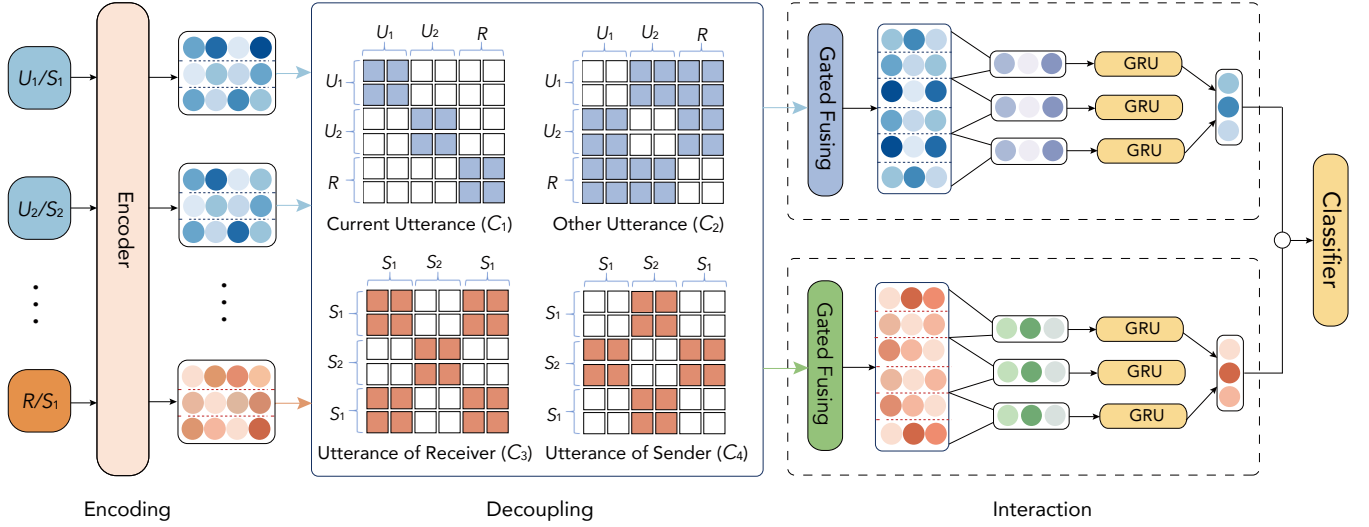 U1/S1
U2/S2
R/S1
Encoder
Encoding
U1 U2 R
U1
U2
R
Current Utterance (C1)
U1 U2 R
U1
U2
R
Other Utterance (C2)
S1 S2 S1
S1
S2
S1
Utterance of Receiver (C3)
S1 S2 S1
S1
S2
S1
Utterance of Sender (C4)
Decoupling
Gated Fusing
GRU
GRU
GRU
Gated Fusing
GRU
GRU
GRU
Interaction
Classifier